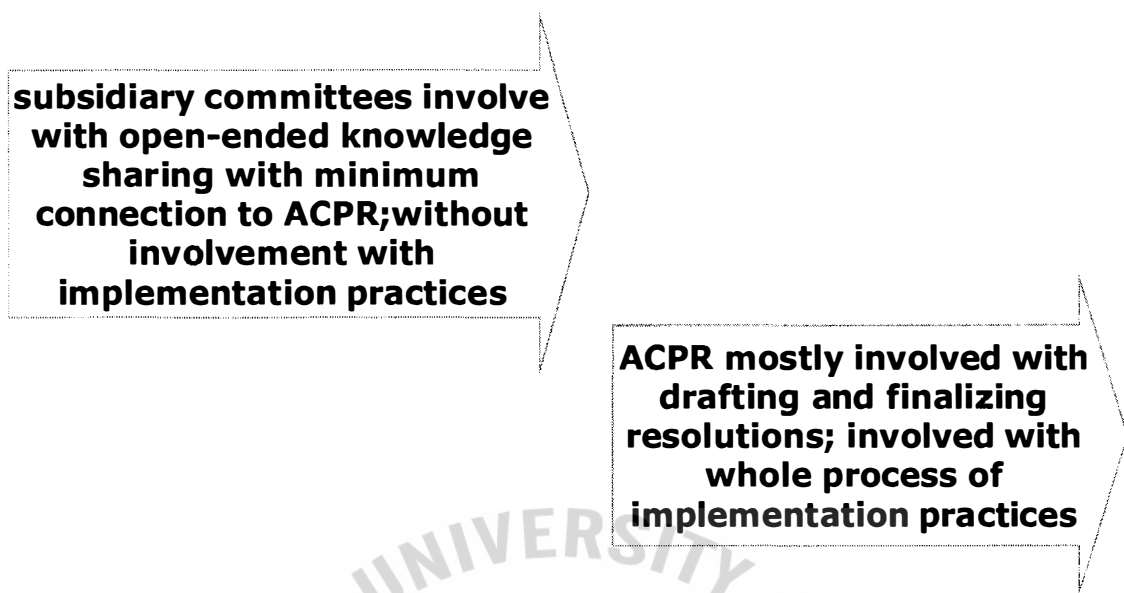 subsidiary committees involve
with open-ended knowledge
sharing with minimum
connection to ACPR;without
involvement with
implementation practices
ACPR mostly involved with
drafting and finalizing
resolutions; involved with
whole process of
implementation practices
UNIVERSITY